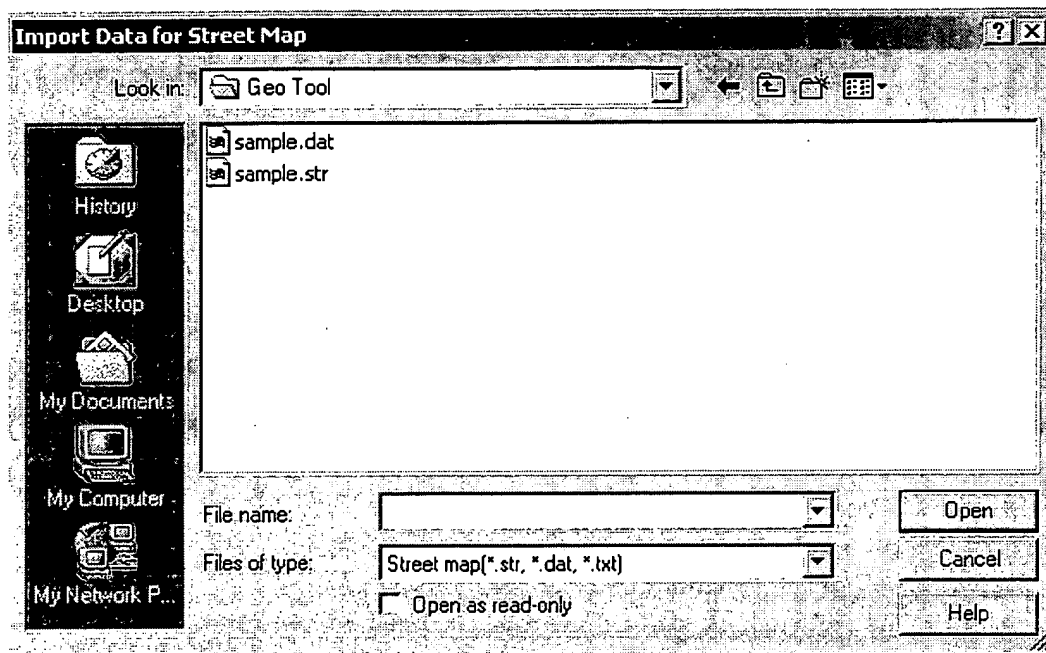 Import Data for Street Map
Look in: Geo Tool
sample.dat
sample.str
History
Desktop
My Documents
My Computer
My Network P...
File name:
Open
Files of type: Street map(*.str, *.dat, *.txt)
Cancel
Open as read-only
Help